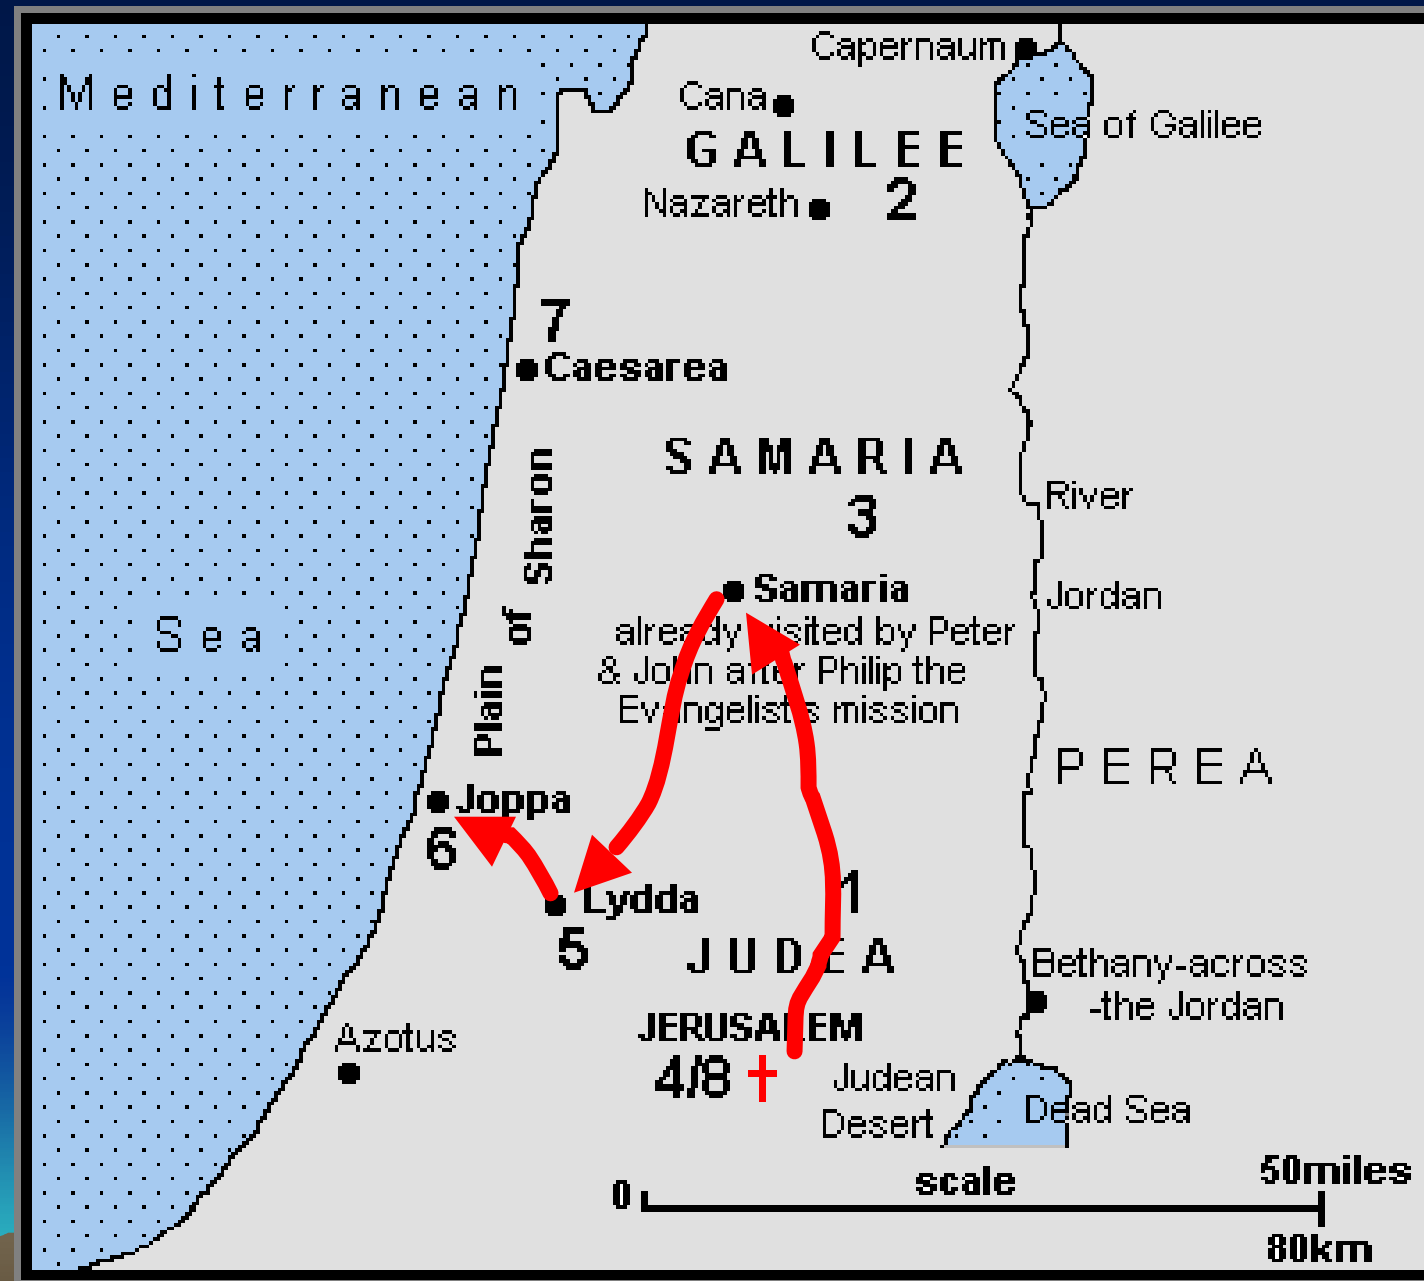 Capernaum
Mediterranean
Cana
Sea of Galilee
GALILEE
Nazareth
2
7
Caesarea
SAMARIA
Plain of Sharon
River
3
Samaria
Jordan
Sea
already visited by Peter
& John after Philip the
Evangelist's mission
PEREA
Joppa
6
1
Lydda
5
JUDEA
Bethany-across
-the Jordan
JERUSALEM
Azotus
4/8
Judean
Desert
Dead Sea
50miles
scale
0
80km